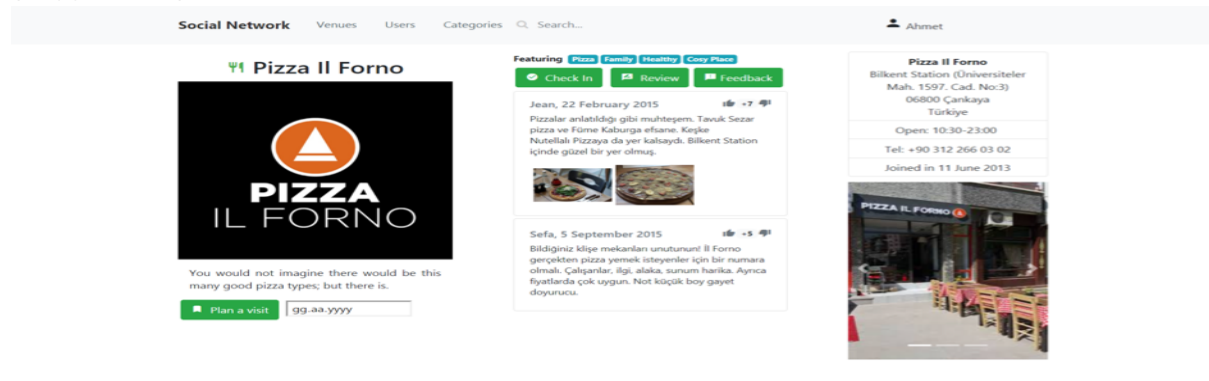 Social Network Venues Users Categories Search... Ahmet
Pizza Il Forno
PIZZA
IL FORNO
You would not imagine there would be this
many good pizza types; but there is.
Plan a visit gg.aa.yyyy
Featuring Pizza Family Healthy Cosy Place
Check In Review Feedback
Jean, 22 February 2015 +7
Pizzalar anlatıldığı gibi muhteşem. Tavuk Sezar
pizza ve Füme Kaburga efsane. Keşke
Nutellalı Pizzaya da yer kalsaydı. Bilkent Station
içinde güzel bir yer olmuş.
Sefa, 5 September 2015 +5
Bildiğiniz klişe mekanları unutunun! İl Forno
gerçekten pizza yemek isteyenler için bir numara
olmalı. Çalışanlar, ilgi, alaka, sunum harika. Ayrıca
fiyatlarda çok uygun. Not küçük boy gayet
doyurucu.
Pizza Il Forno
Bilkent Station (Üniversiteler
Mah. 1597. Cad. No:3)
06800 Çankaya
Türkiye
Open: 10:30-23:00
Tel: +90 312 266 03 02
Joined in 11 June 2013
PIZZA IL FORNO